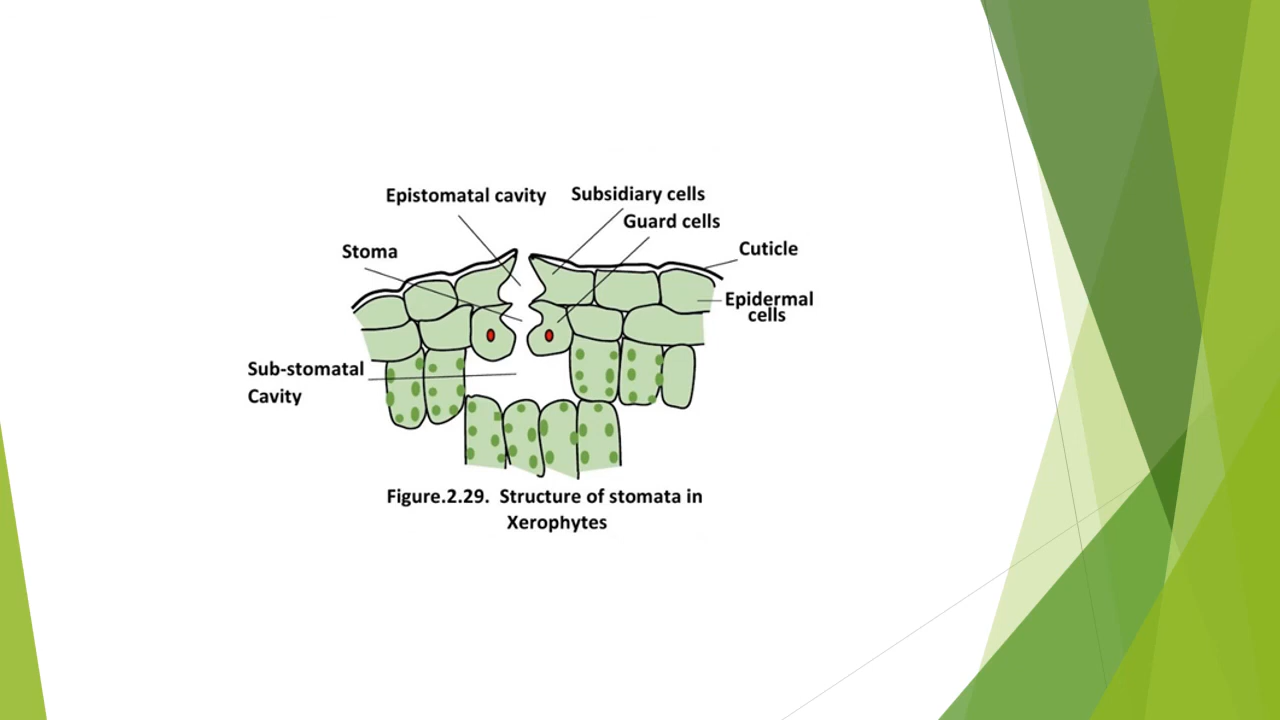 Epistomatal cavity
Subsidiary cells
Guard cells
Stoma
Cuticle
Epidermal
cells
Sub-stomatal
Cavity
Figure.2.29. Structure of stomata in
Xerophytes